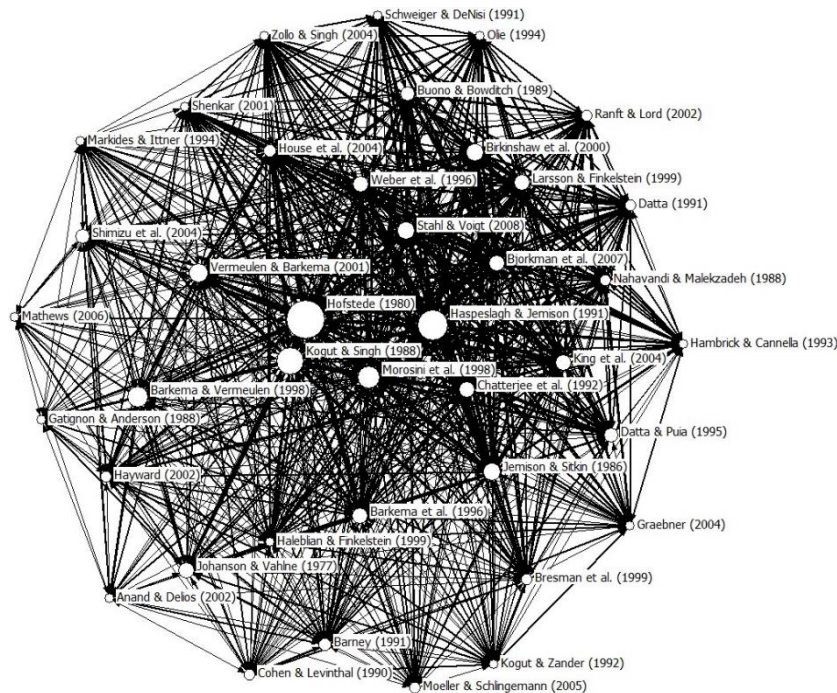 Schweiger & DeNisi (1991)
Zollo & Singh (2004)
Olie (1994)
Buono & Bowditch (1989)
Shenkar (2001)
Ranft & Lord (2002)
Markides & Ittner (1994)
House et al. (2004)
Birkinshaw et al. (2000)
Weber et al. (1996)
Larsson & Finkelstein (1999)
Datta (1991)
Stahl & Voigt (2008)
Shimizu et al. (2004)
Bjorkman et al. (2007)
Vermeulen & Barkema (2001)
Nahavandi & Malekzadeh (1988)
Hofstede (1980)
Mathews (2006)
Haspeslagh & Jemison (1991)
Hambrick & Cannella (1993)
Kogut & Singh (1988)
King et al. (2004)
Morosini et al. (1998)
Chatterjee et al. (1992)
Barkema & Vermeulen (1998)
Gatignon & Anderson (1988)
Datta & Puia (1995)
Hayward (2002)
Jemison & Sitkin (1986)
Barkema et al. (1996)
Graebner (2004)
Haleblian & Finkelstein (1999)
Johanson & Vahlne (1977)
Bresman et al. (1999)
Anand & Delios (2002)
Barney (1991)
Kogut & Zander (1992)
Cohen & Levinthal (1990)
Moeller & Schlingemann (2005)